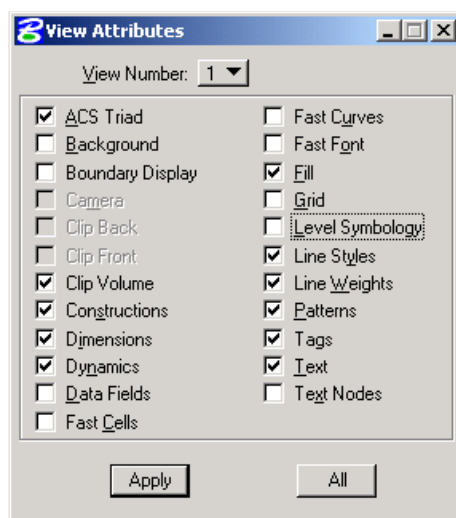 View Attributes
View Number: 1
ACS Triad
Background
Boundary Display
Camera
Clip Back
Clip Front
Clip Volume
Constructions
Dimensions
Dynamics
Data Fields
Fast Cells
Fast Curves
Fast Font
Fill
Grid
Level Symbology
Line Styles
Line Weights
Patterns
Tags
Text
Text Nodes
Apply
All